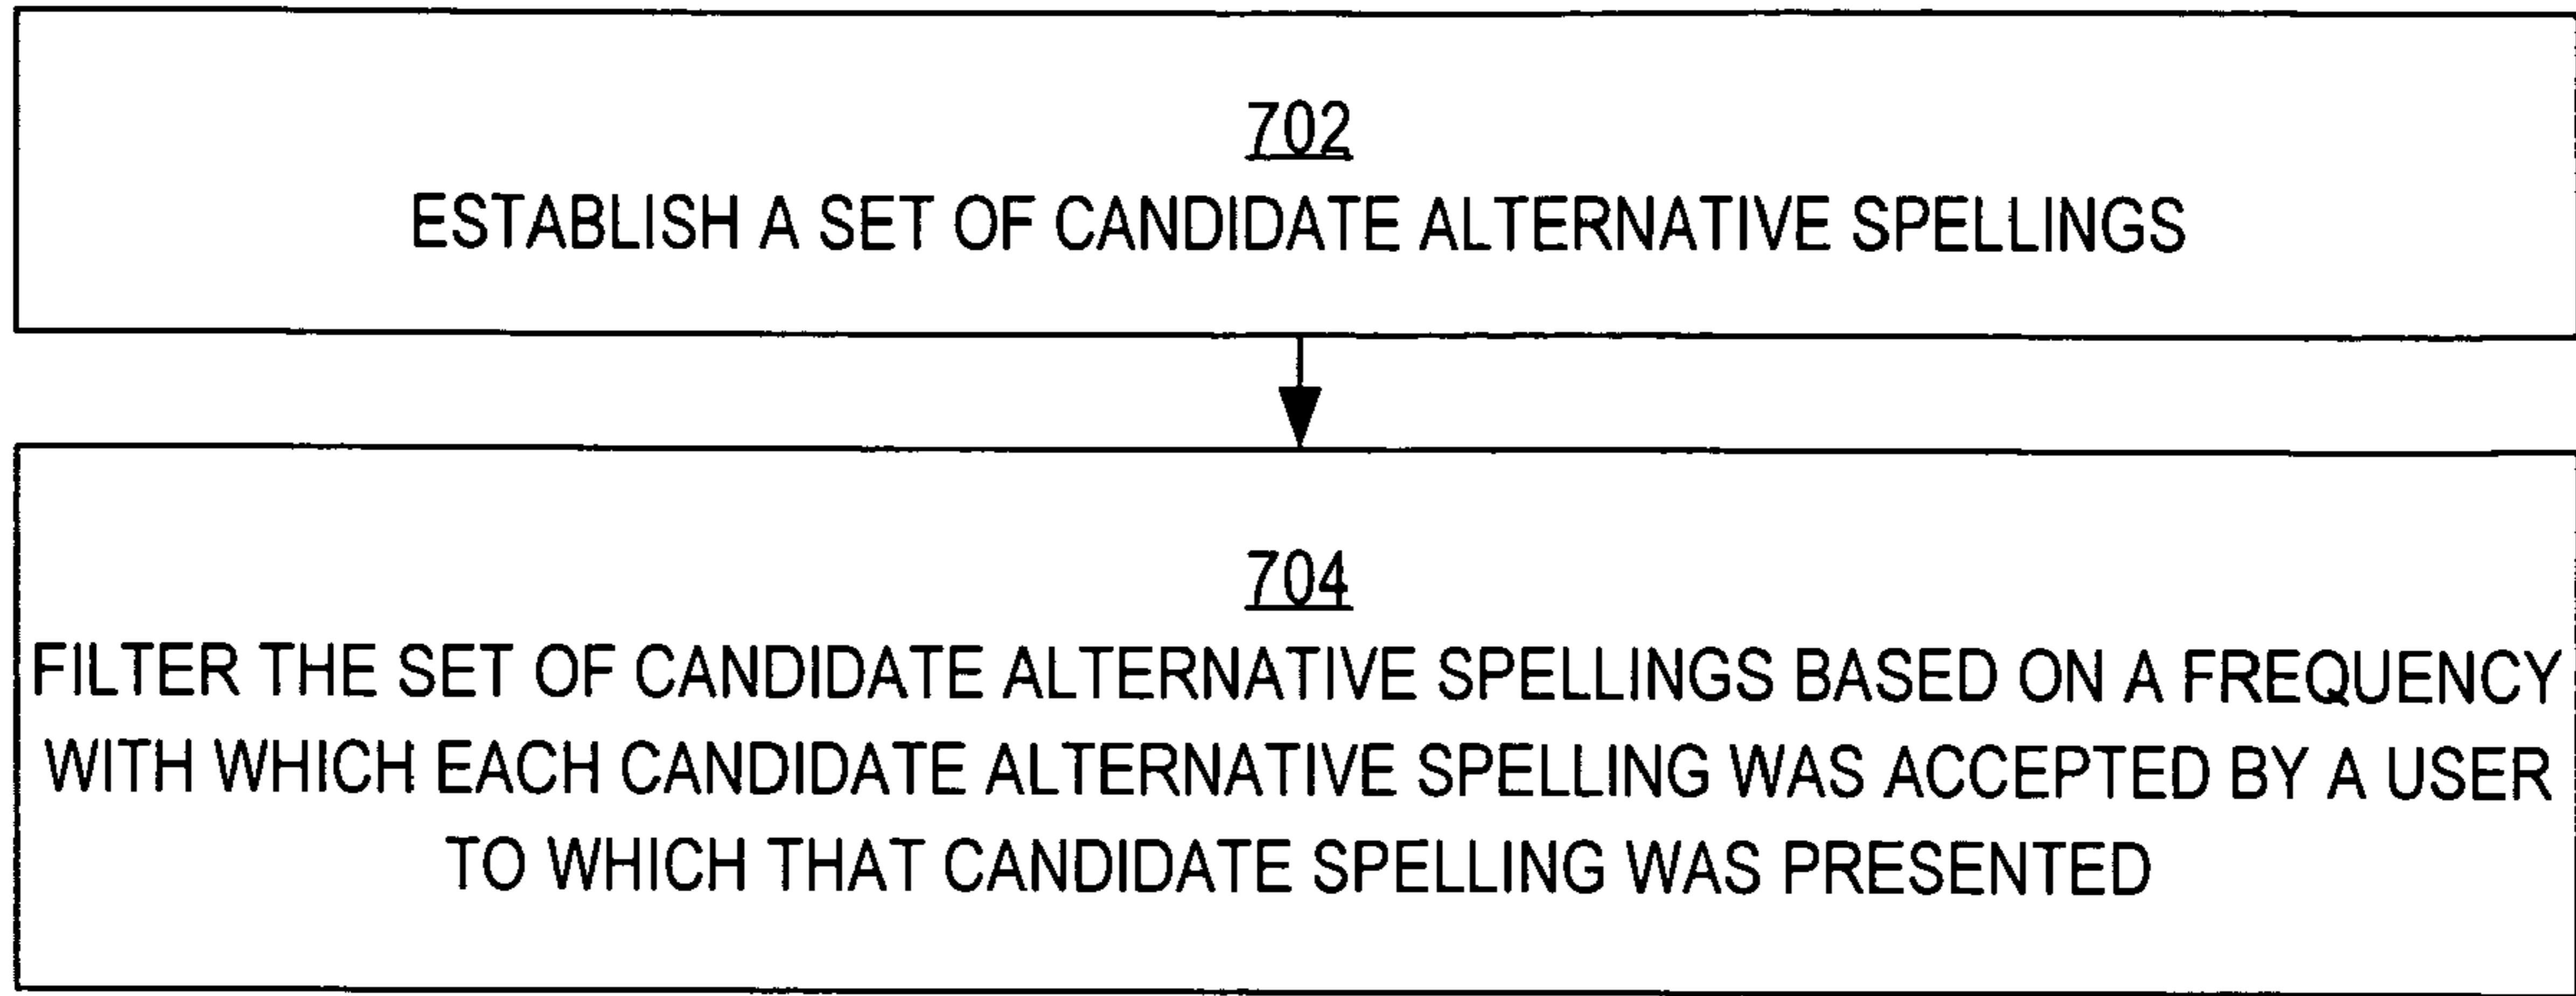 702
ESTABLISH A SET OF CANDIDATE ALTERNATIVE SPELLINGS
704
FILTER THE SET OF CANDIDATE ALTERNATIVE SPELLINGS BASED ON A FREQUENCY
WITH WHICH EACH CANDIDATE ALTERNATIVE SPELLING WAS ACCEPTED BY A USER
TO WHICH THAT CANDIDATE SPELLING WAS PRESENTED